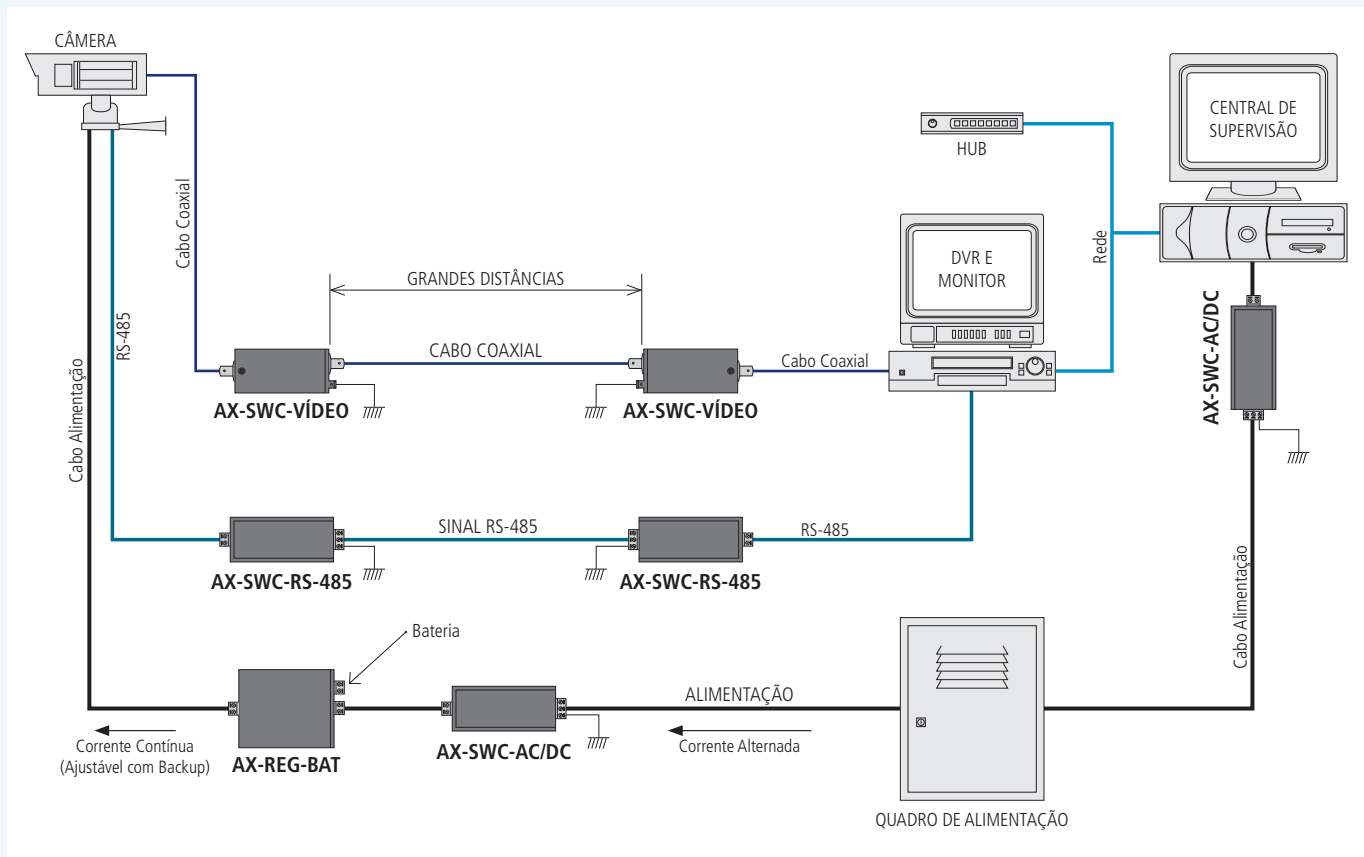 CÂMERA
CENTRAL DE
SUPERVISÃO
HUB
Cabo Coaxial
Rede
DVR E
MONITOR
GRANDES DISTÂNCIAS
RS-485
CABO COAXIAL
Cabo Coaxial
AX-SWC-AC/DC
AX-SWC-VÍDEO
AX-SWC-VÍDEO
Cabo Alimentação
SINAL RS-485
RS-485
AX-SWC-RS-485
AX-SWC-RS-485
Cabo Alimentação
Bateria
ALIMENTAÇÃO
Corrente Contínua
(Ajustável com Backup)
AX-REG-BAT
AX-SWC-AC/DC
Corrente Alternada
QUADRO DE ALIMENTAÇÃO